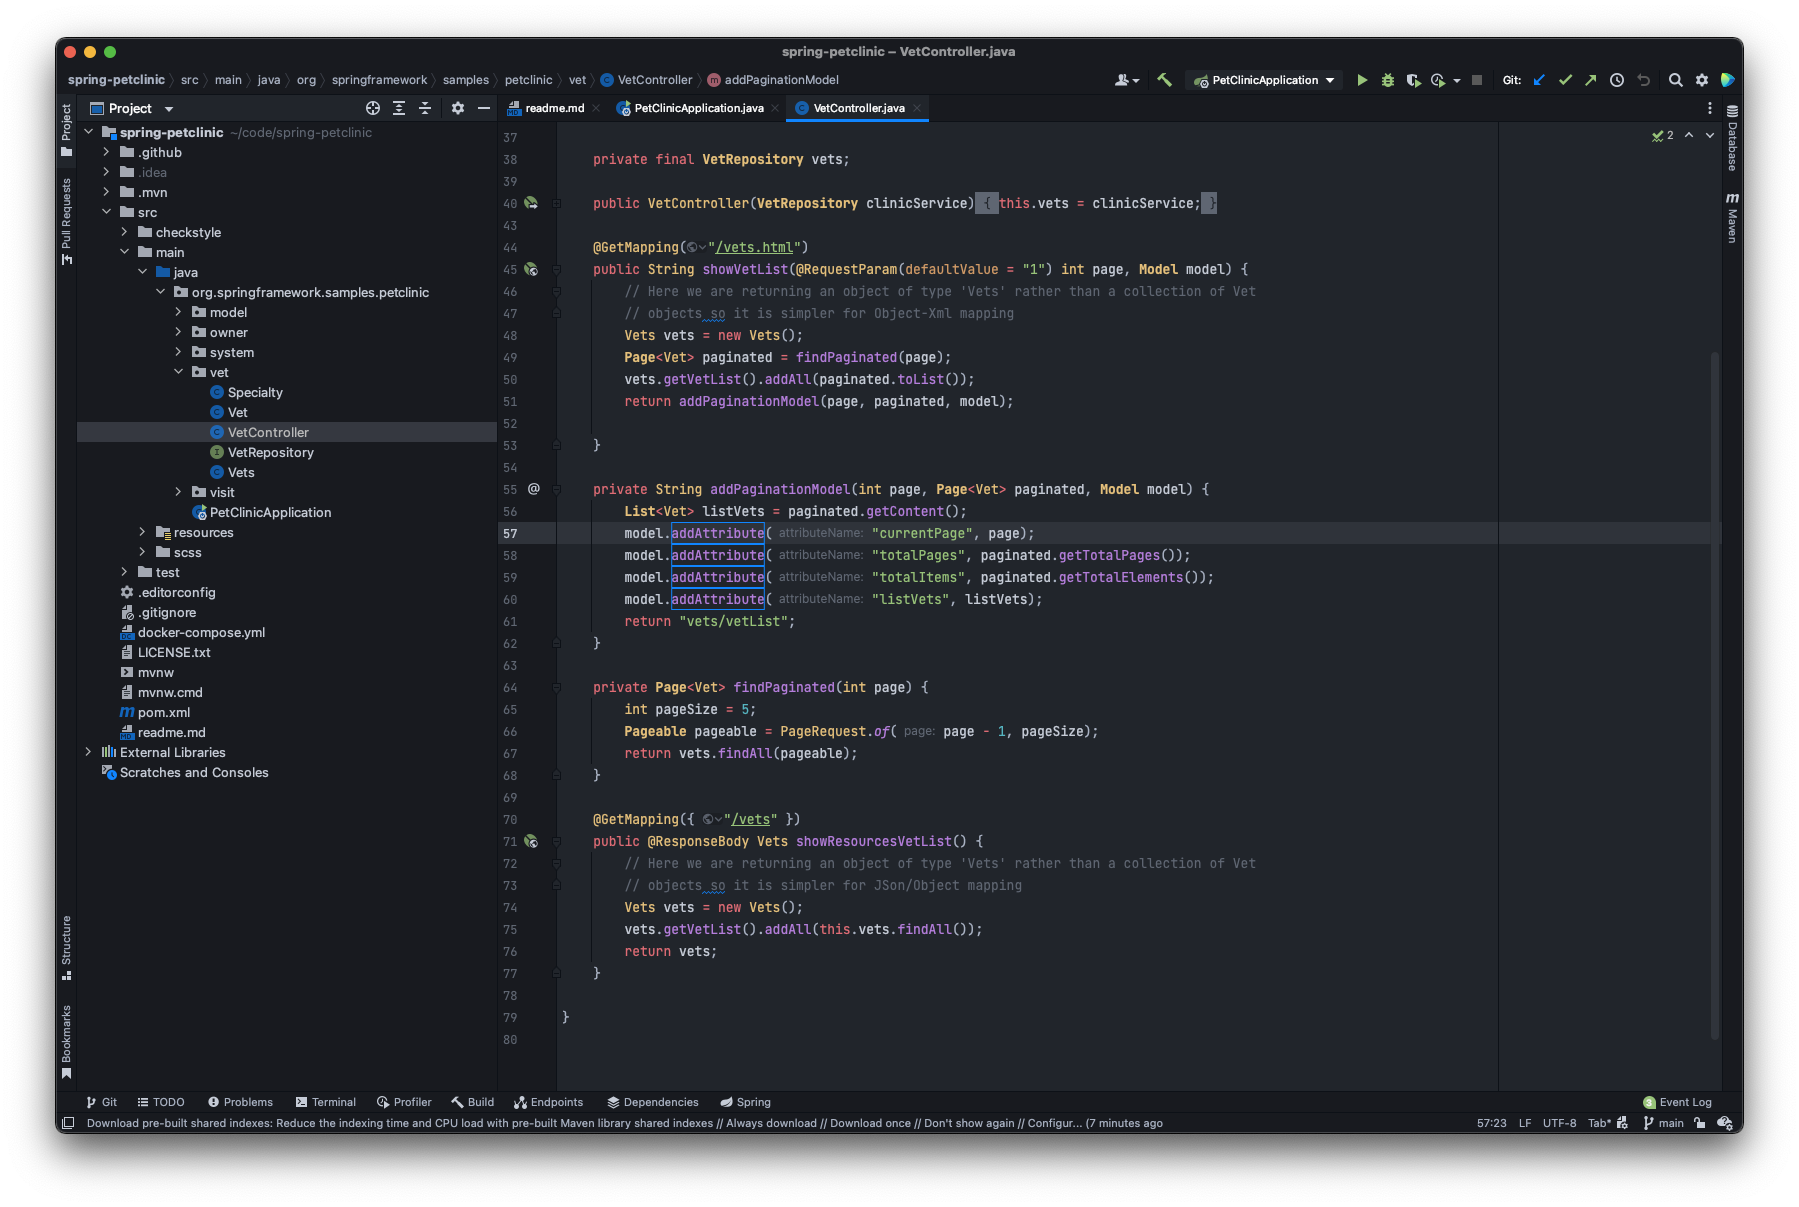 spring-petclinic – VetController.java
spring-petclinic src main java org springframework samples petclinic vet VetController m addPaginationModel
PetClinicApplication
Git:
Project
readme.md
PetClinicApplication.java
VetController.java
Project
Pull Requests
Structure
Bookmarks
spring-petclinic ~/code/spring-petclinic
.github
.idea
.mvn
src
checkstyle
main
java
org.springframework.samples.petclinic
model
owner
system
vet
Specialty
Vet
VetController
VetRepository
Vets
visit
PetClinicApplication
resources
scss
test
.editorconfig
.gitignore
docker-compose.yml
LICENSE.txt
mvnw
mvnw.cmd
pom.xml
readme.md
External Libraries
Scratches and Consoles
2
37
38 private final VetRepository vets;
39
40 public VetController(VetRepository clinicService) { this.vets = clinicService; }
43
44 @GetMapping("/vets.html")
45 public String showVetList(@RequestParam(defaultValue = "1") int page, Model model) {
46 // Here we are returning an object of type 'Vets' rather than a collection of Vet
47 // objects so it is simpler for Object-Xml mapping
48 Vets vets = new Vets();
49 Page<Vet> paginated = findPaginated(page);
50 vets.getVetList().addAll(paginated.toList());
51 return addPaginationModel(page, paginated, model);
52
53 }
54
55 @ private String addPaginationModel(int page, Page<Vet> paginated, Model model) {
56 List<Vet> listVets = paginated.getContent();
57 model.addAttribute( attributeName: "currentPage", page);
58 model.addAttribute( attributeName: "totalPages", paginated.getTotalPages());
59 model.addAttribute( attributeName: "totalItems", paginated.getTotalElements());
60 model.addAttribute( attributeName: "listVets", listVets);
61 return "vets/vetList";
62 }
63
64 private Page<Vet> findPaginated(int page) {
65 int pageSize = 5;
66 Pageable pageable = PageRequest.of( page: page - 1, pageSize);
67 return vets.findAll(pageable);
68 }
69
70 @GetMapping({ "/vets" })
71 public @ResponseBody Vets showResourcesVetList() {
72 // Here we are returning an object of type 'Vets' rather than a collection of Vet
73 // objects so it is simpler for JSon/Object mapping
74 Vets vets = new Vets();
75 vets.getVetList().addAll(this.vets.findAll());
76 return vets;
77 }
78
79 }
80
Database
Maven
Git TODO Problems Terminal Profiler Build Endpoints Dependencies Spring
3 Event Log
Download pre-built shared indexes: Reduce the indexing time and CPU load with pre-built Maven library shared indexes // Always download // Download once // Don't show again // Configur... (7 minutes ago
57:23 LF UTF-8 Tab* main